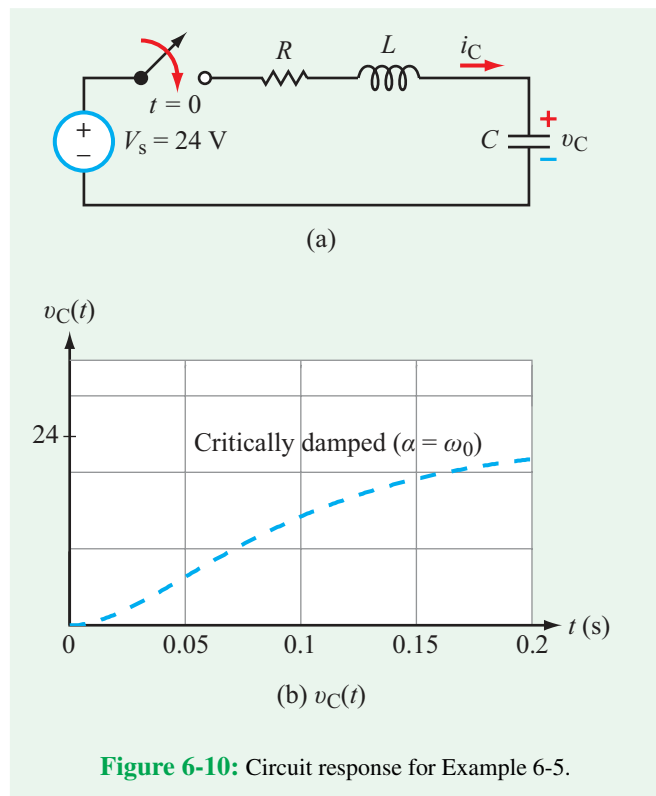 R
L
iC
t = 0
+
−
Vs = 24 V
C
+
−
υC
(a)
υC(t)
24
Critically damped (α = ω0)
0
0.05
0.1
0.15
0.2
t (s)
(b) υC(t)
Figure 6-10: Circuit response for Example 6-5.